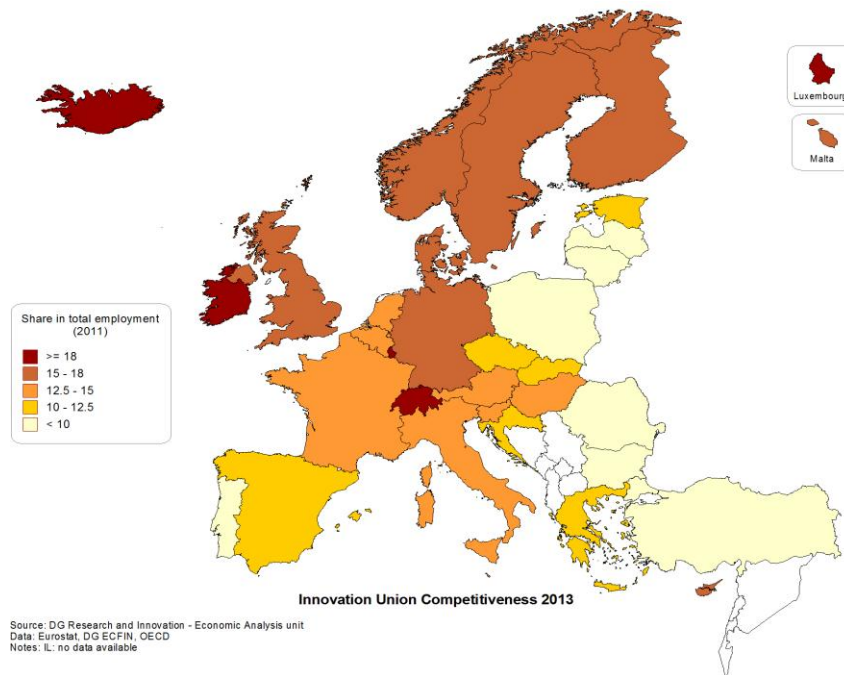 Luxembourg
Malta
Share in total employment
(2011)
>= 18
15 - 18
12.5 - 15
10 - 12.5
< 10
Innovation Union Competitiveness 2013
Source: DG Research and Innovation - Economic Analysis unit
Data: Eurostat, DG ECFIN, OECD
Notes: IL: no data available